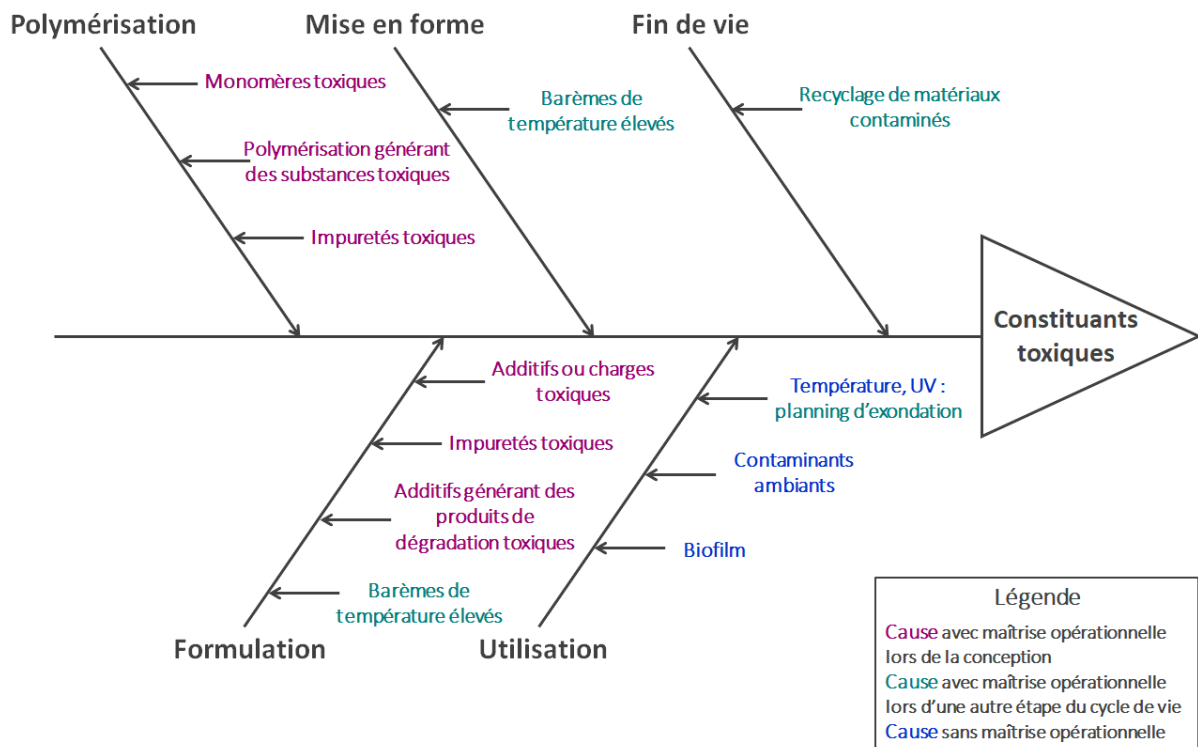 Polymérisation
Mise en forme
Fin de vie
Monomères toxiques
Polymérisation générant
des substances toxiques
Impuretés toxiques
Barèmes de
température élevés
Recyclage de matériaux
contaminés
Constituants
toxiques
Additifs ou charges
toxiques
Impuretés toxiques
Additifs générant des
produits de
dégradation toxiques
Barèmes de
température élevés
Formulation
Température, UV :
planning d’exondation
Contaminants
ambiants
Biofilm
Utilisation
Légende
Cause avec maîtrise opérationnelle
lors de la conception
Cause avec maîtrise opérationnelle
lors d’une autre étape du cycle de vie
Cause sans maîtrise opérationnelle